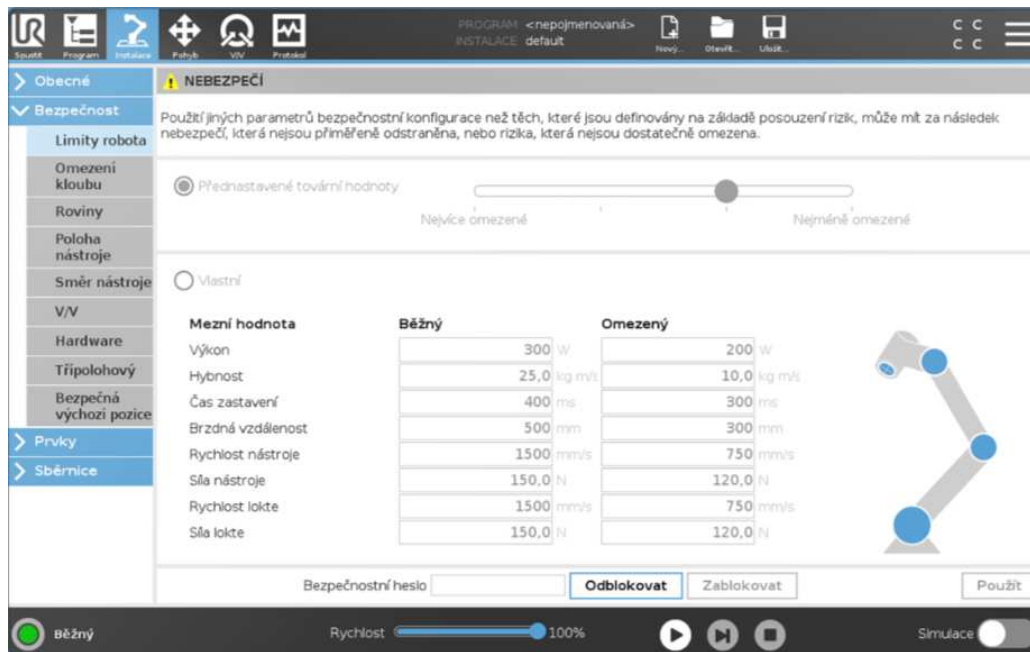 UR
PROGRAM <nepojmenovaná>
INSTALACE default
Spustit Program Instalace Pohyb V/V Protokol Nový... Otevřít... Uložit...
C C
C C
Obecné
Bezpečnost
Limity robota
Omezení
kloubu
Roviny
Poloha
nástroje
Směr nástroje
V/V
Hardware
Třípolohový
Bezpečná
výchozí pozice
Prvky
Sběrnice
NEBEZPEČÍ
Použití jiných parametrů bezpečnostní konfigurace než těch, které jsou definovány na základě posouzení rizik, může mít za následek
nebezpečí, která nejsou přiměřeně odstraněna, nebo rizika, která nejsou dostatečně omezena.
Přednastavené tovární hodnoty
Nejvíce omezené Nejméně omezené
Vlastní
Mezní hodnota Běžný Omezený
Výkon 300 W 200 W
Hybnost 25,0 kg m/s 10,0 kg m/s
Čas zastavení 400 ms 300 ms
Brzdná vzdálenost 500 mm 300 mm
Rychlost nástroje 1500 mm/s 750 mm/s
Síla nástroje 150,0 N 120,0 N
Rychlost lokte 1500 mm/s 750 mm/s
Síla lokte 150,0 N 120,0 N
Bezpečnostní heslo Odblokovat Zablokovat Použít
Běžný Rychlost 100% Simulace